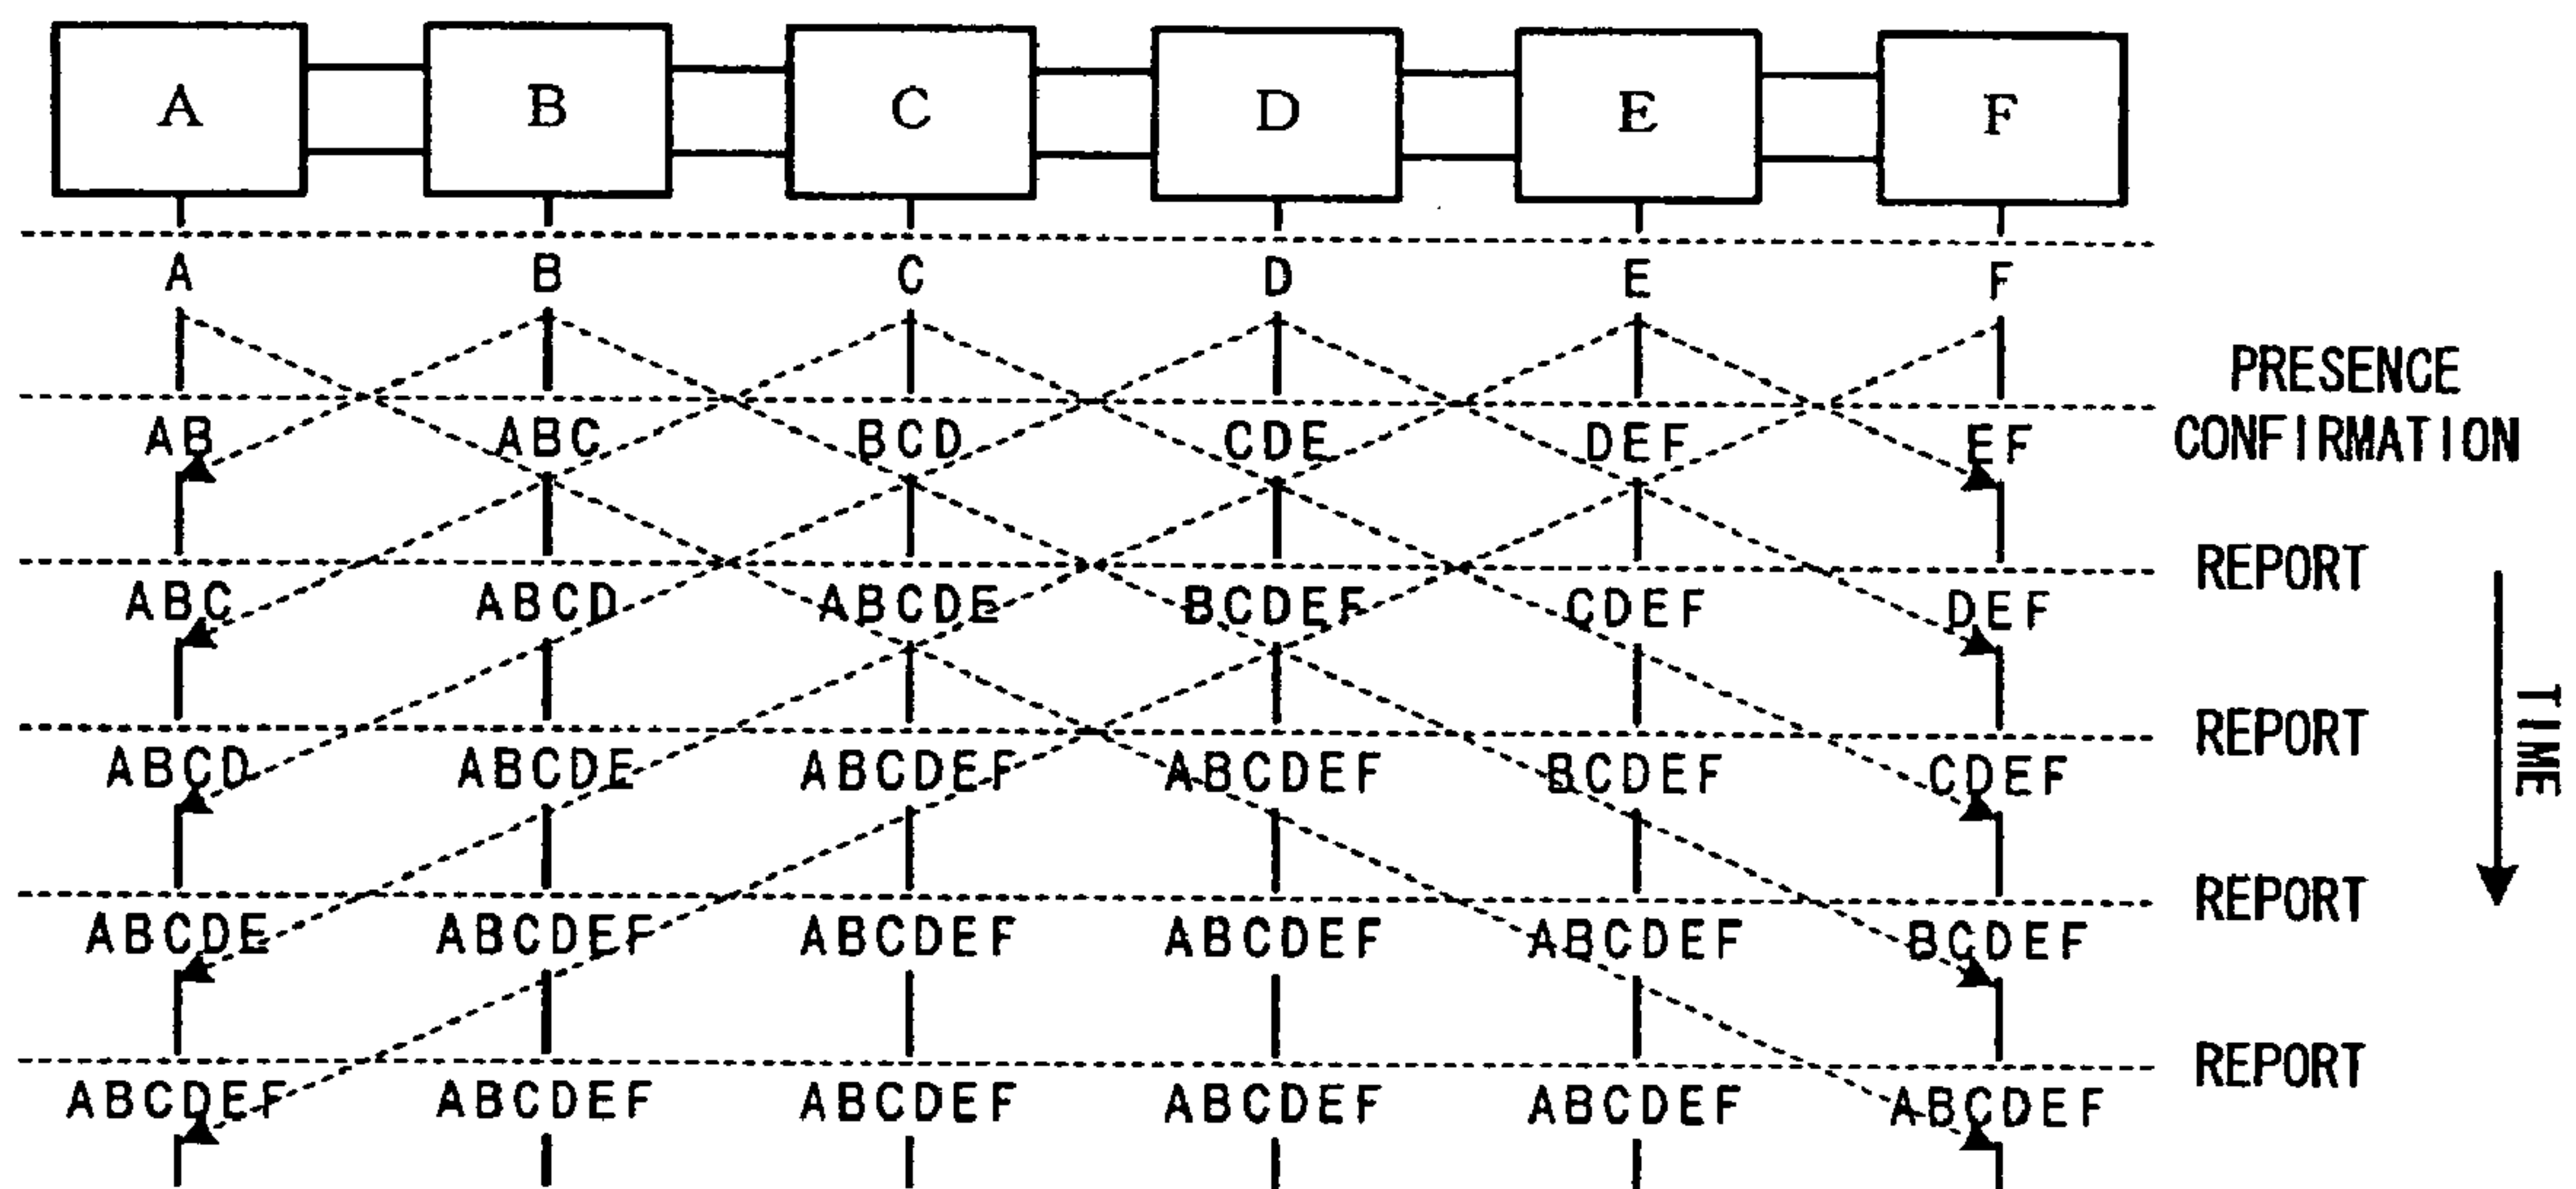 A B C D E F
A B C D E F
PRESENCE
CONFIRMATION
AB ABC BCD CDE DEF EF
REPORT
ABC ABCD ABCDE BCDEF CDEF DEF
TIME
REPORT
ABCD ABCDE ABCDEF ABCDEF BCDEF CDEF
REPORT
ABCDE ABCDEF ABCDEF ABCDEF ABCDEF BCDEF
REPORT
ABCDEF ABCDEF ABCDEF ABCDEF ABCDEF ABCDEF